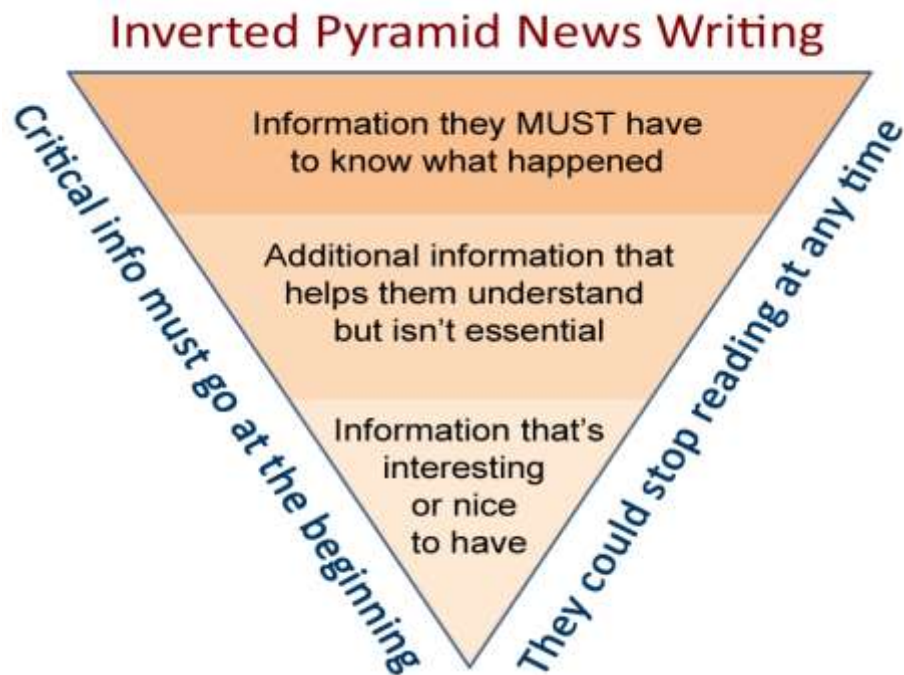 Inverted Pyramid News Writing
Information they MUST have
to know what happened
Additional information that
helps them understand
but isn't essential
Information that's
interesting
or nice
to have
Critical info must go at the beginning
They could stop reading at any time